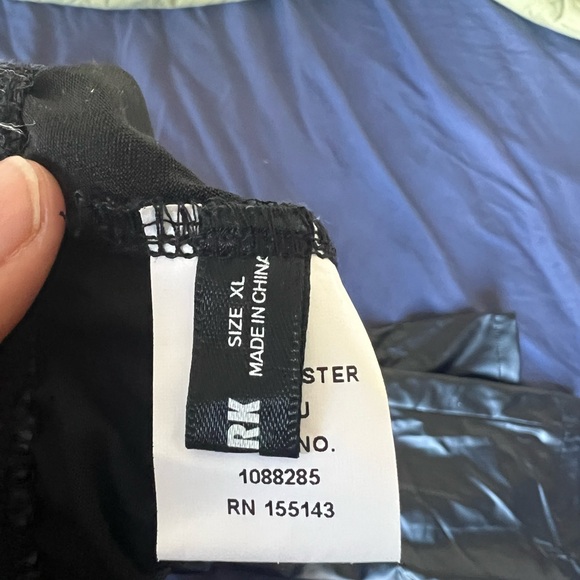 SIZE XL
MADE IN CHINA
RK
STER
U
NO.
1088285
RN 155143